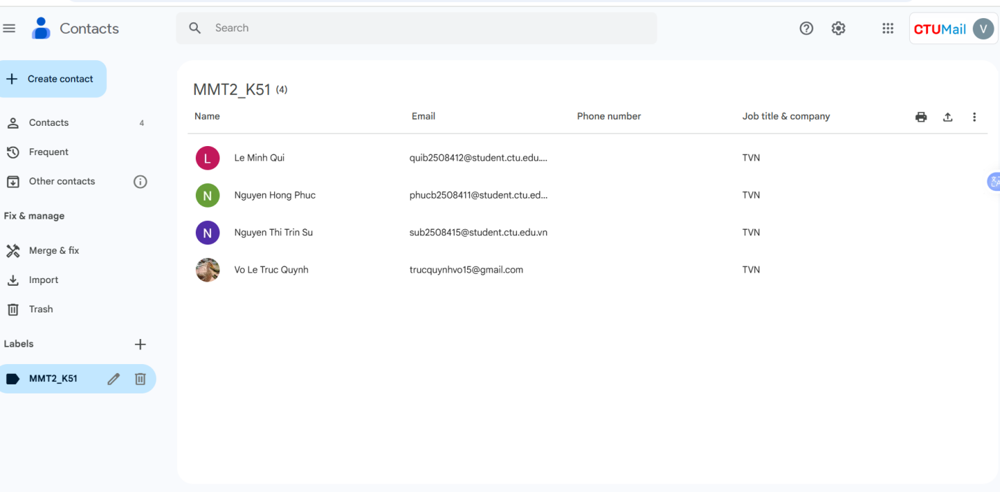 Contacts
Search
CTUMail V
Create contact
Contacts 4
Frequent
Other contacts
Fix & manage
Merge & fix
Import
Trash
Labels
MMT2_K51
MMT2_K51 (4)
Name Email Phone number Job title & company
L Le Minh Qui quib2508412@student.ctu.edu.... TVN
N Nguyen Hong Phuc phucb2508411@student.ctu.ed... TVN
N Nguyen Thi Trin Su sub2508415@student.ctu.edu.vn TVN
Vo Le Truc Quynh trucquynhvo15@gmail.com TVN